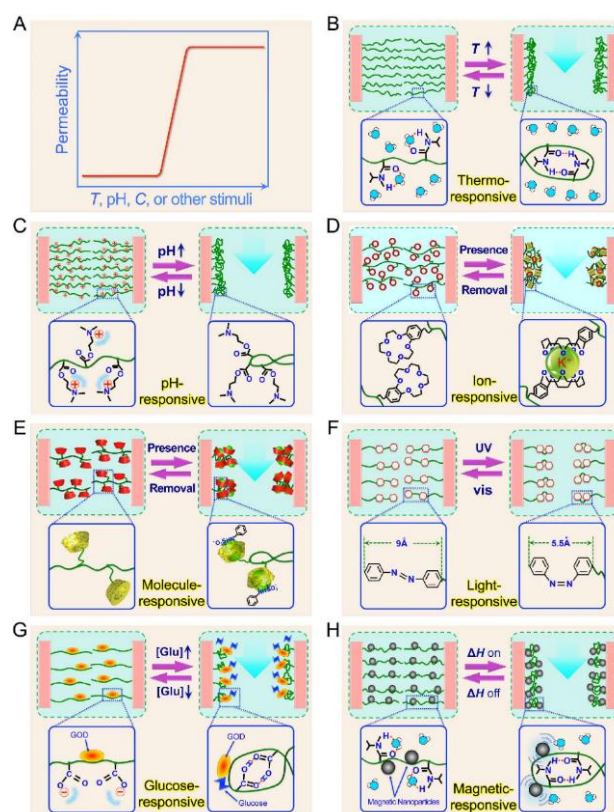 A
Permeability
T, pH, C, or other stimuli
B
T ↑
T ↓
Thermo-
responsive
C
pH↑
pH↓
pH-
responsive
D
Presence
Removal
K⁺
Ion-
responsive
E
Presence
Removal
Molecule-
responsive
F
UV
vis
9Å
5.5Å
Light-
responsive
G
[Glu]↑
[Glu]↓
GOD
GOD
Glucose
Glucose-
responsive
H
ΔH on
ΔH off
Magnetic Nanoparticles
Magnetic-
responsive